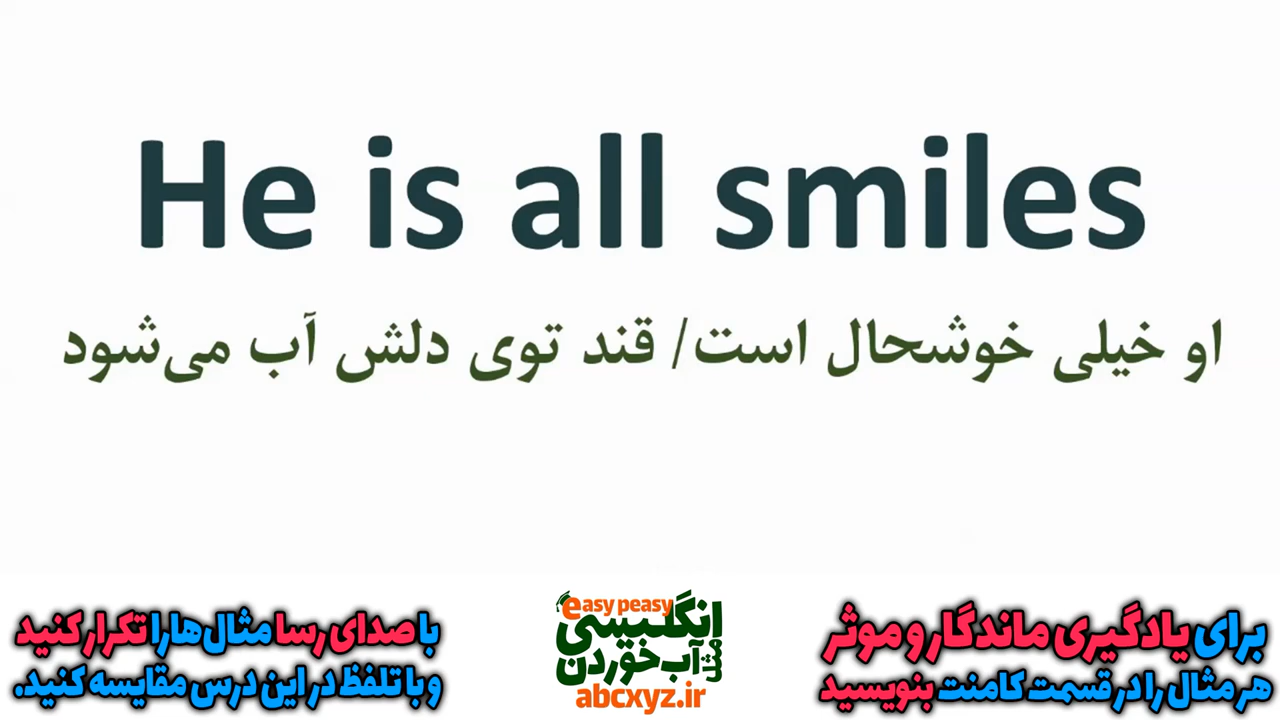 He is all smiles
او خیلی خوشحال است/ قند توی دلش آب می‌شود
برای یادگیری ماندگار و موثر
هر مثال را در قسمت کامنت بنویسید
easy peasy
انگلیسی
مثل آب خوردن
abcxyz.ir
با صدای رسا مثال‌ها را تکرار کنید
و با تلفظ در این درس مقایسه کنید.